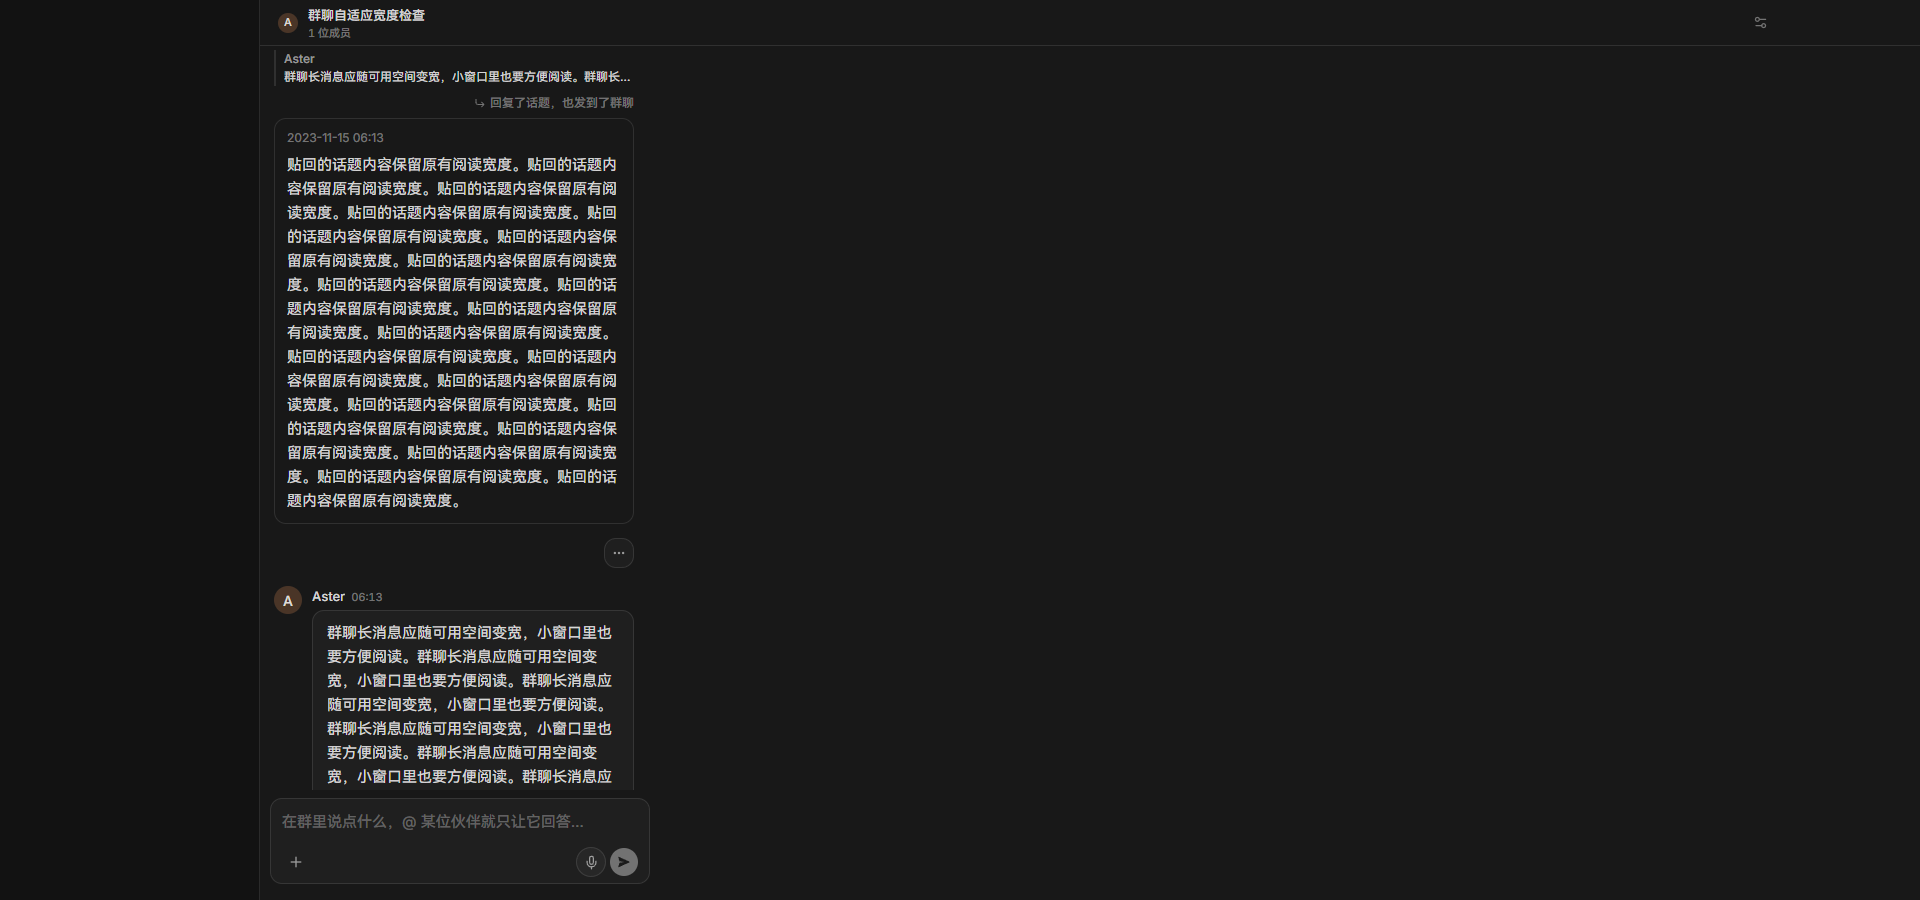 A
群聊自适应宽度检查
1 位成员
Aster
群聊长消息应随可用空间变宽，小窗口里也要方便阅读。群聊长...
回复了话题，也发到了群聊
2023-11-15 06:13
贴回的话题内容保留原有阅读宽度。贴回的话题内
容保留原有阅读宽度。贴回的话题内容保留原有阅
读宽度。贴回的话题内容保留原有阅读宽度。贴回
的话题内容保留原有阅读宽度。贴回的话题内容保
留原有阅读宽度。贴回的话题内容保留原有阅读宽
度。贴回的话题内容保留原有阅读宽度。贴回的话
题内容保留原有阅读宽度。贴回的话题内容保留原
有阅读宽度。贴回的话题内容保留原有阅读宽度。
贴回的话题内容保留原有阅读宽度。贴回的话题内
容保留原有阅读宽度。贴回的话题内容保留原有阅
读宽度。贴回的话题内容保留原有阅读宽度。贴回
的话题内容保留原有阅读宽度。贴回的话题内容保
留原有阅读宽度。贴回的话题内容保留原有阅读宽
度。贴回的话题内容保留原有阅读宽度。贴回的话
题内容保留原有阅读宽度。
A
Aster 06:13
群聊长消息应随可用空间变宽，小窗口里也
要方便阅读。群聊长消息应随可用空间变
宽，小窗口里也要方便阅读。群聊长消息应
随可用空间变宽，小窗口里也要方便阅读。
群聊长消息应随可用空间变宽，小窗口里也
要方便阅读。群聊长消息应随可用空间变
宽，小窗口里也要方便阅读。群聊长消息应
在群里说点什么，@ 某位伙伴就只让它回答...